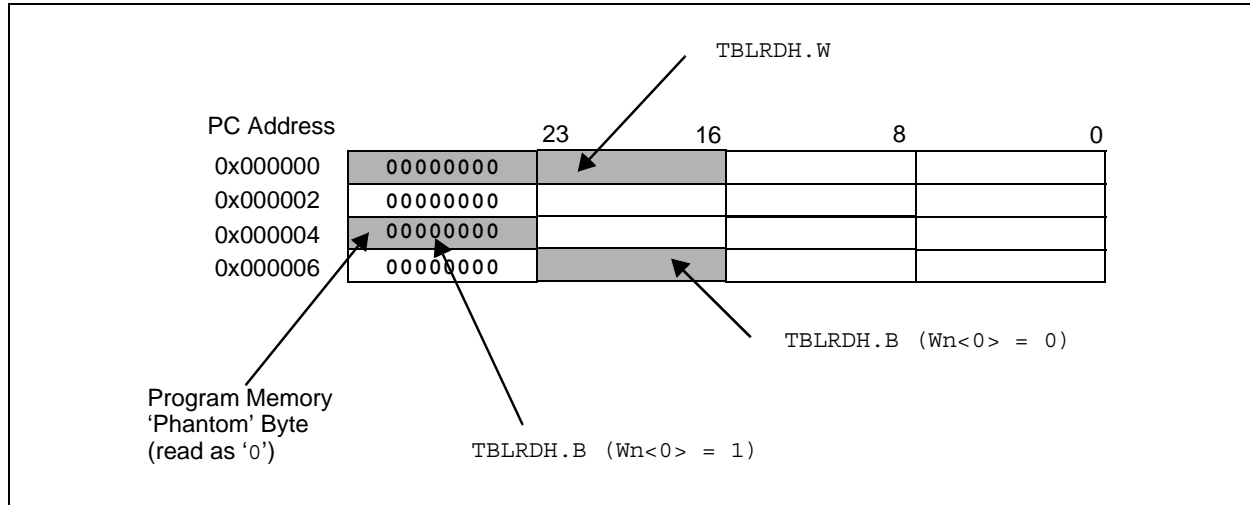 TBLRDH.W
PC Address
23 16 8 0
0x000000 00000000
0x000002 00000000
0x000004 00000000
0x000006 00000000
TBLRDH.B (Wn<0> = 0)
Program Memory
‘Phantom’ Byte
(read as ‘0’)
TBLRDH.B (Wn<0> = 1)